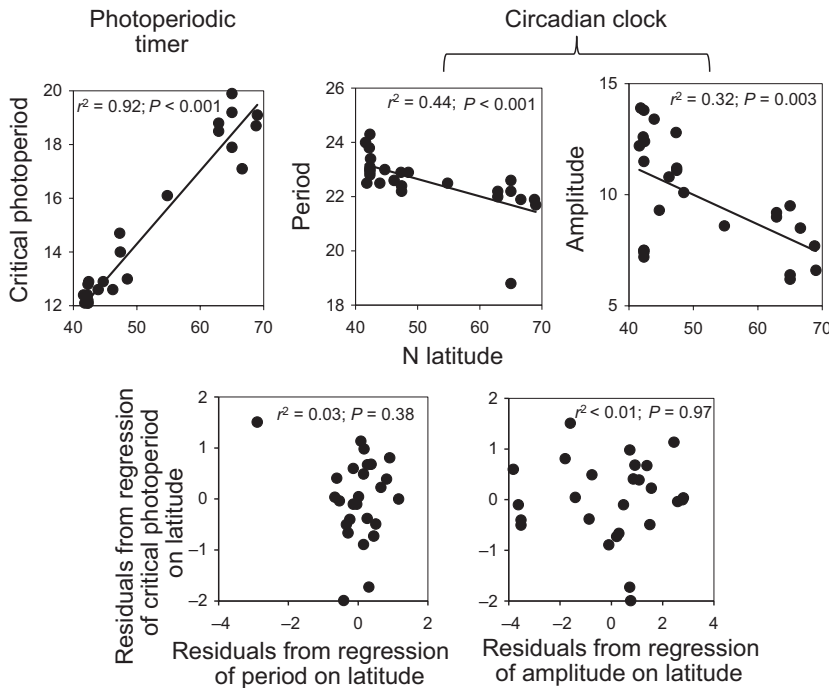 Photoperiodic
timer
Circadian clock
Critical photoperiod
20
18
16
14
12
40 50 60 70
r² = 0.92; P < 0.001
Period
26
24
22
20
18
40 50 60 70
r² = 0.44; P < 0.001
N latitude
Amplitude
15
10
5
40 50 60 70
r² = 0.32; P = 0.003
Residuals from regression
of critical photoperiod
on latitude
2
1
0
–1
–2
–4 –2 0 2
r² = 0.03; P = 0.38
Residuals from regression
of period on latitude
2
1
0
–1
–2
–4 –2 0 2 4
r² < 0.01; P = 0.97
Residuals from regression
of amplitude on latitude